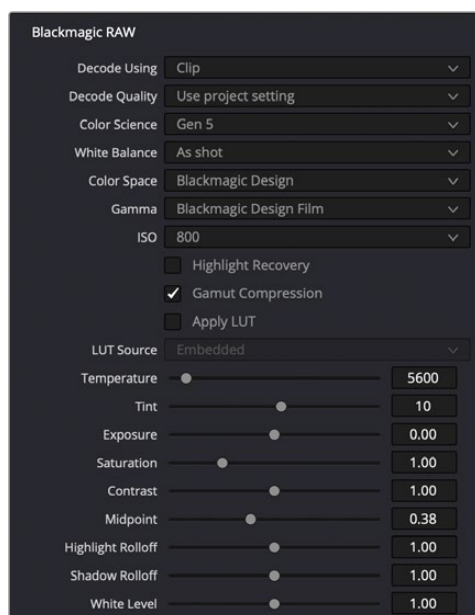 Blackmagic RAW
Decode Using Clip
Decode Quality Use project setting
Color Science Gen 5
White Balance As shot
Color Space Blackmagic Design
Gamma Blackmagic Design Film
ISO 800
Highlight Recovery
Gamut Compression
Apply LUT
LUT Source Embedded
Temperature 5600
Tint 10
Exposure 0.00
Saturation 1.00
Contrast 1.00
Midpoint 0.38
Highlight Rolloff 1.00
Shadow Rolloff 1.00
White Level 1.00